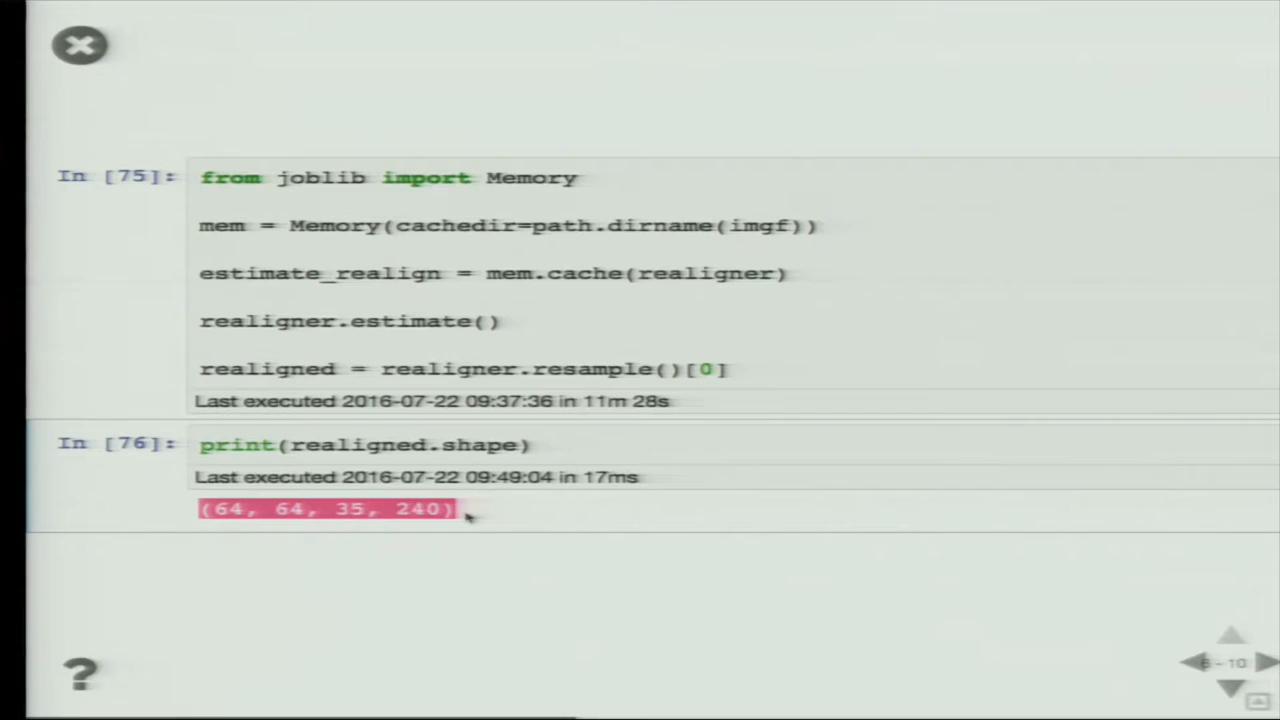 In [75]:
from joblib import Memory
mem = Memory(cachedir=path.dirname(imgf))
estimate_realign = mem.cache(realigner)
realigner.estimate()
realigned = realigner.resample()[0]
Last executed 2016-07-22 09:37:36 in 11m 28s
In [76]:
print(realigned.shape)
Last executed 2016-07-22 09:49:04 in 17ms
(64, 64, 35, 240)
?